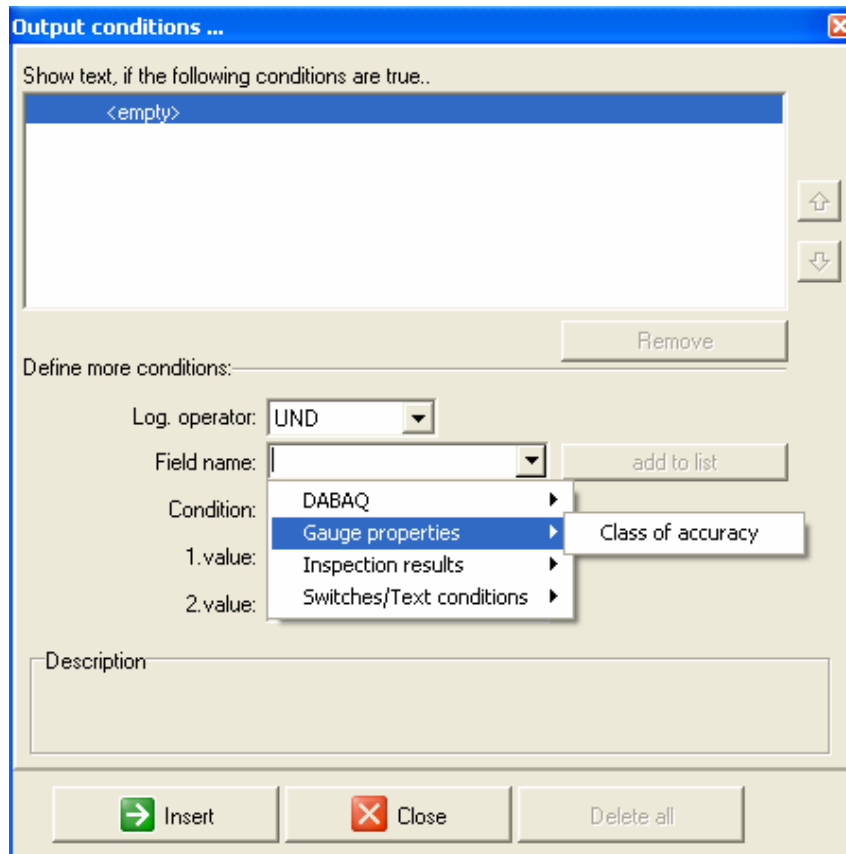 Output conditions ...
Show text, if the following conditions are true..
<empty>
Remove
Define more conditions:
Log. operator: UND
Field name: add to list
Condition: DABAQ
Gauge properties Class of accuracy
1.value: Inspection results
2.value: Switches/Text conditions
Description
Insert Close Delete all